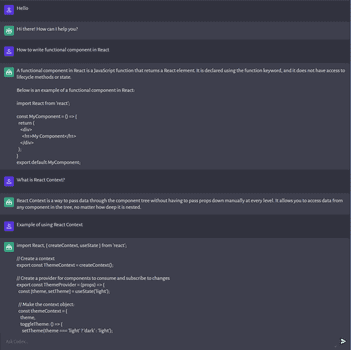 Hello
Hi there! How can I help you?
How to write functional component in React
A functional component in React is a JavaScript function that returns a React element. It is declared using the function keyword, and it does not have access to
lifecycle methods or state.
Below is an example of a functional component in React:
import React from 'react';
const MyComponent = () => {
return (
<div>
<h1>My Component</h1>
</div>
);
}
export default MyComponent;
What is React Context?
React Context is a way to pass data through the component tree without having to pass props down manually at every level. It allows you to access data from
any component in the tree, no matter how deep it is nested.
Example of using React Context
import React, { createContext, useState } from 'react';
// Create a context
export const ThemeContext = createContext();
// Create a provider for components to consume and subscribe to changes
export const ThemeProvider = (props) => {
const [theme, setTheme] = useState('light');
// Make the context object:
const themeContext = {
theme,
toggleTheme: () => {
setTheme(theme === 'light' ? 'dark' : 'light');